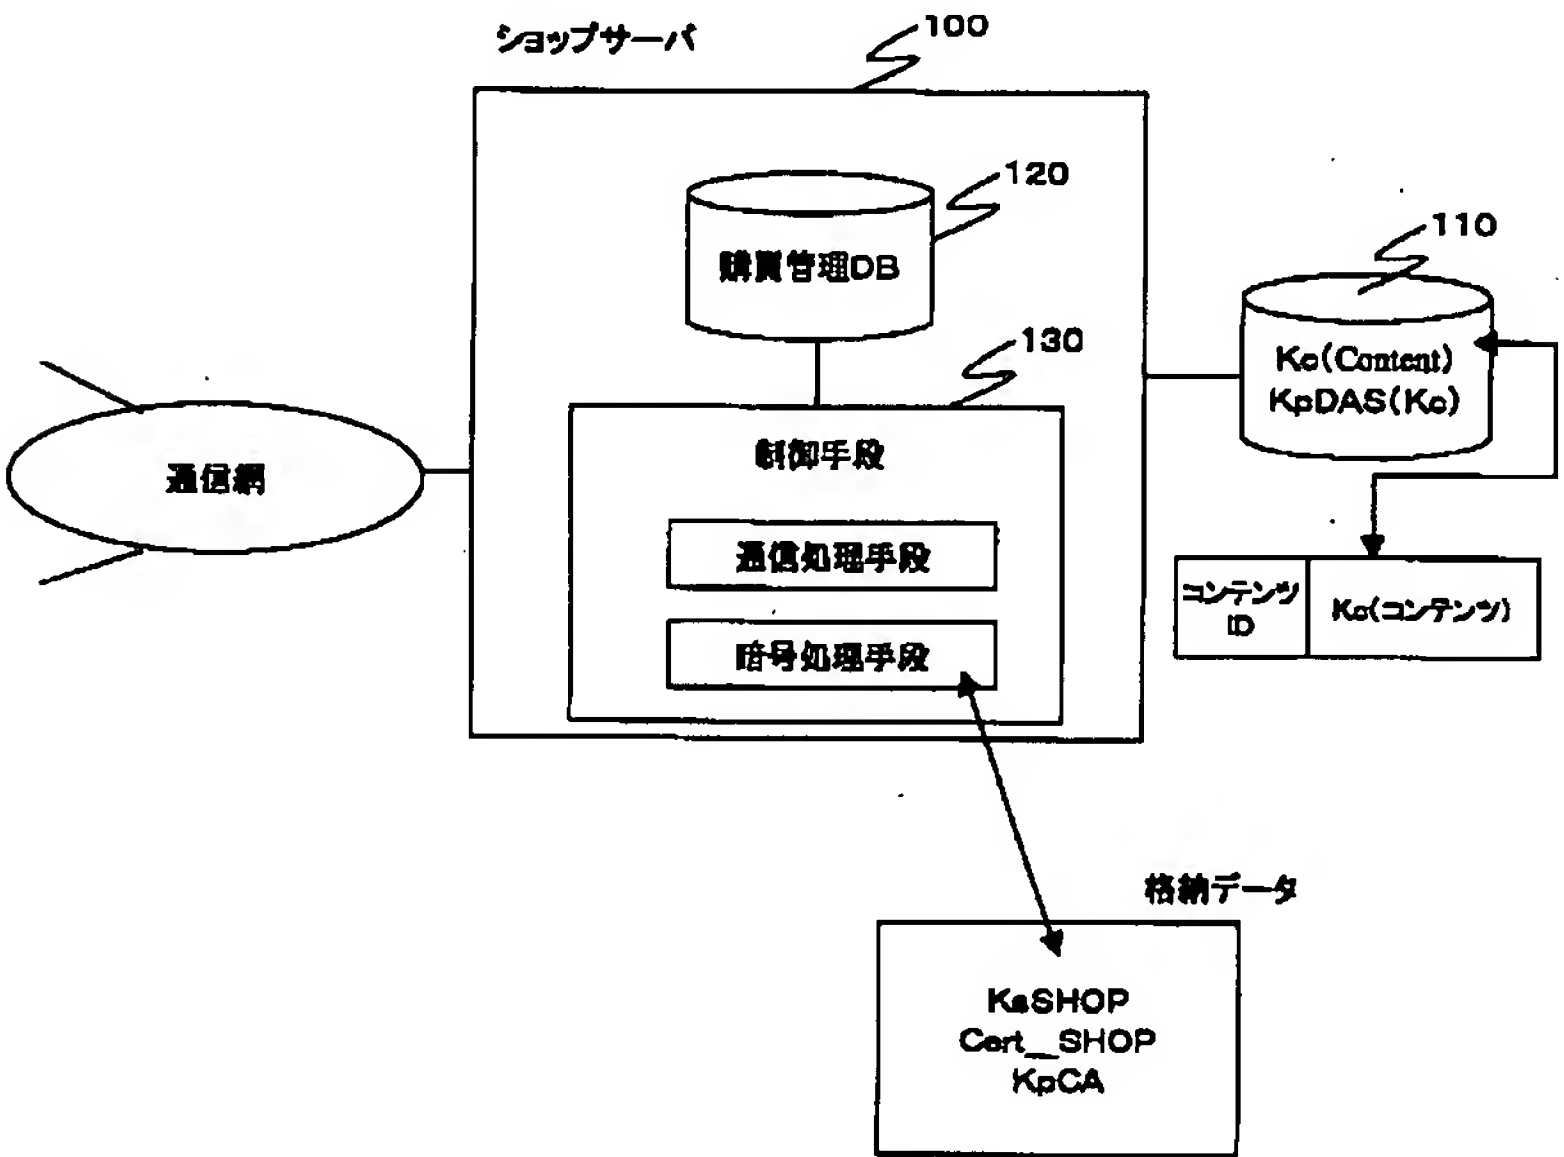 ショップサーバ
100
120
購買管理DB
110
130
Kc(Content)
KpDAS(Kc)
制御手段
通信網
通信処理手段
コンテンツ
ID
Kc(コンテンツ)
暗号処理手段
格納データ
KsSHOP
Cert__SHOP
KpCA